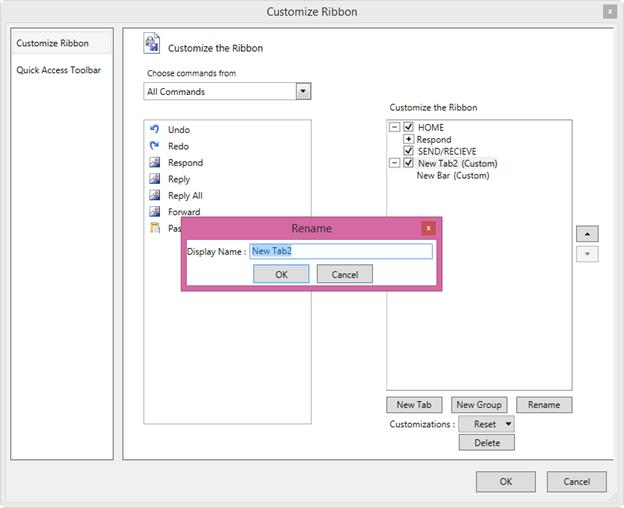 Customize Ribbon
x
Customize Ribbon
Quick Access Toolbar
Customize the Ribbon
Choose commands from
All Commands
Undo
Redo
Respond
Reply
Reply All
Forward
Pas
Customize the Ribbon
HOME
Respond
SEND/RECIEVE
New Tab2 (Custom)
New Bar (Custom)
Rename
x
Display Name : New Tab2
OK Cancel
New Tab New Group Rename
Customizations : Reset
Delete
OK Cancel